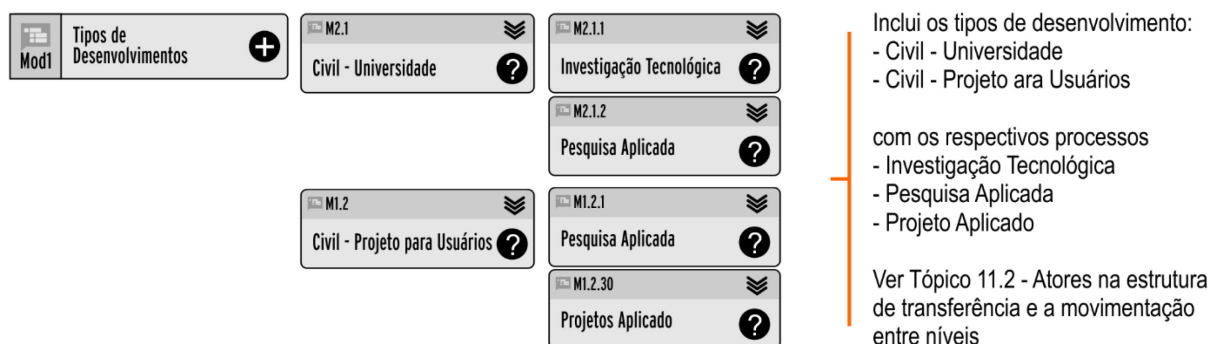 Mod1
Tipos de
Desenvolvimentos
M2.1
Civil - Universidade
?
M2.1.1
Investigação Tecnológica
?
M2.1.2
Pesquisa Aplicada
?
M1.2
Civil - Projeto para Usuários
?
M1.2.1
Pesquisa Aplicada
?
M1.2.30
Projetos Aplicado
?
Inclui os tipos de desenvolvimento:
- Civil - Universidade
- Civil - Projeto ara Usuários
com os respectivos processos
- Investigação Tecnológica
- Pesquisa Aplicada
- Projeto Aplicado
Ver Tópico 11.2 - Atores na estrutura
de transferência e a movimentação
entre níveis